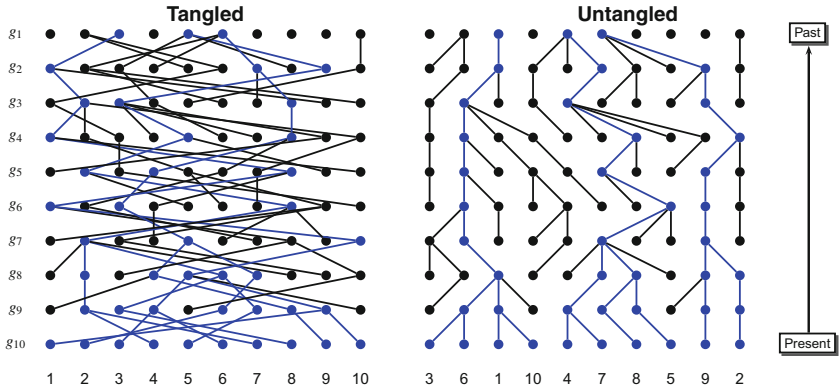 Tangled Untangled
g1 Past
g2
g3
g4
g5
g6
g7
g8
g9
g10 Present
1 2 3 4 5 6 7 8 9 10 3 6 1 10 4 7 8 5 9 2